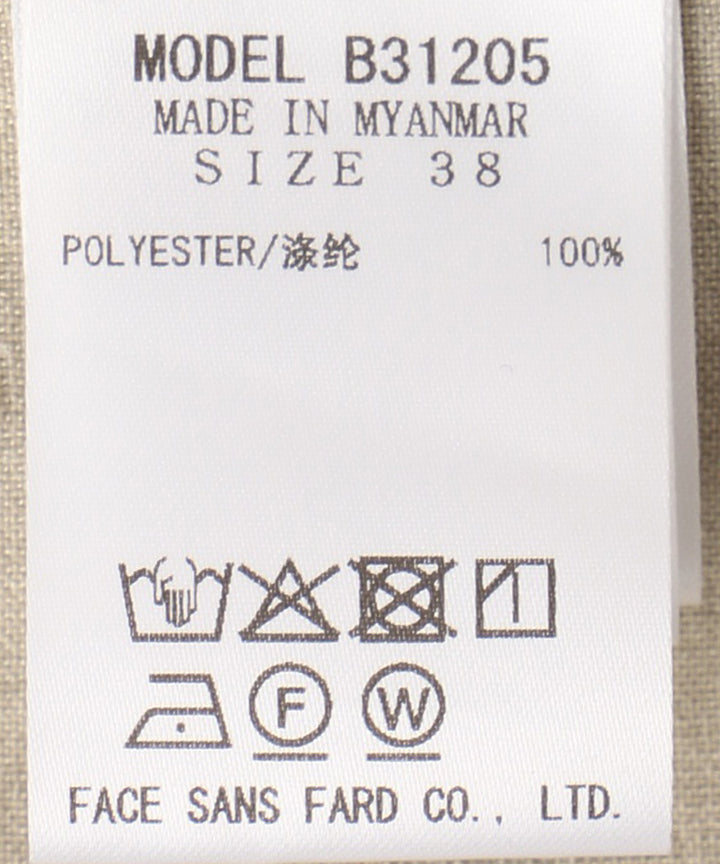 MODEL B31205
MADE IN MYANMAR
SIZE 38
POLYESTER/涤纶 100%
F W
FACE SANS FARD CO., LTD.